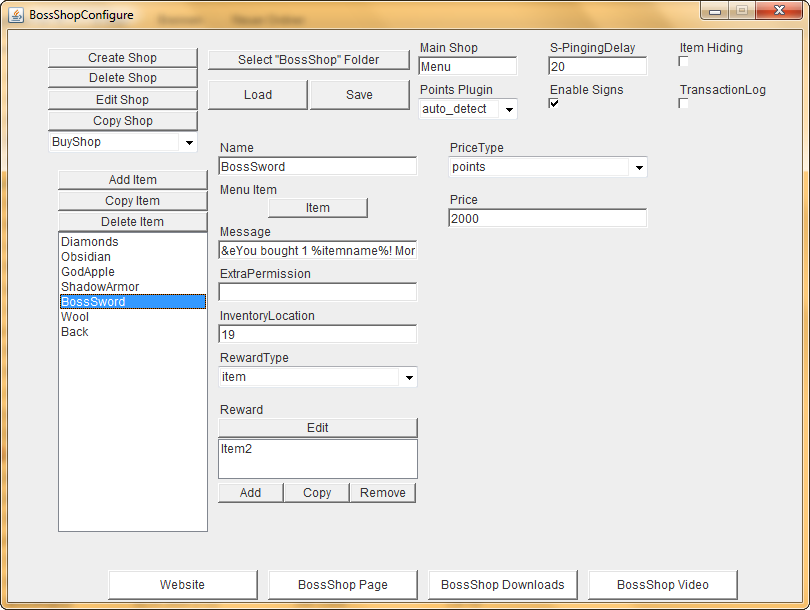 BossShopConfigure
Create Shop
Delete Shop
Edit Shop
Copy Shop
BuyShop
Select "BossShop" Folder
Load
Save
Main Shop
Menu
Points Plugin
auto_detect
S-PingingDelay
20
Enable Signs
Item Hiding
TransactionLog
Add Item
Copy Item
Delete Item
Diamonds
Obsidian
GodApple
ShadowArmor
BossSword
Wool
Back
Name
BossSword
Menu Item
Item
Message
&eYou bought 1 %itemname%! Mor
ExtraPermission
InventoryLocation
19
RewardType
item
Reward
Edit
Item2
Add
Copy
Remove
PriceType
points
Price
2000
Website
BossShop Page
BossShop Downloads
BossShop Video